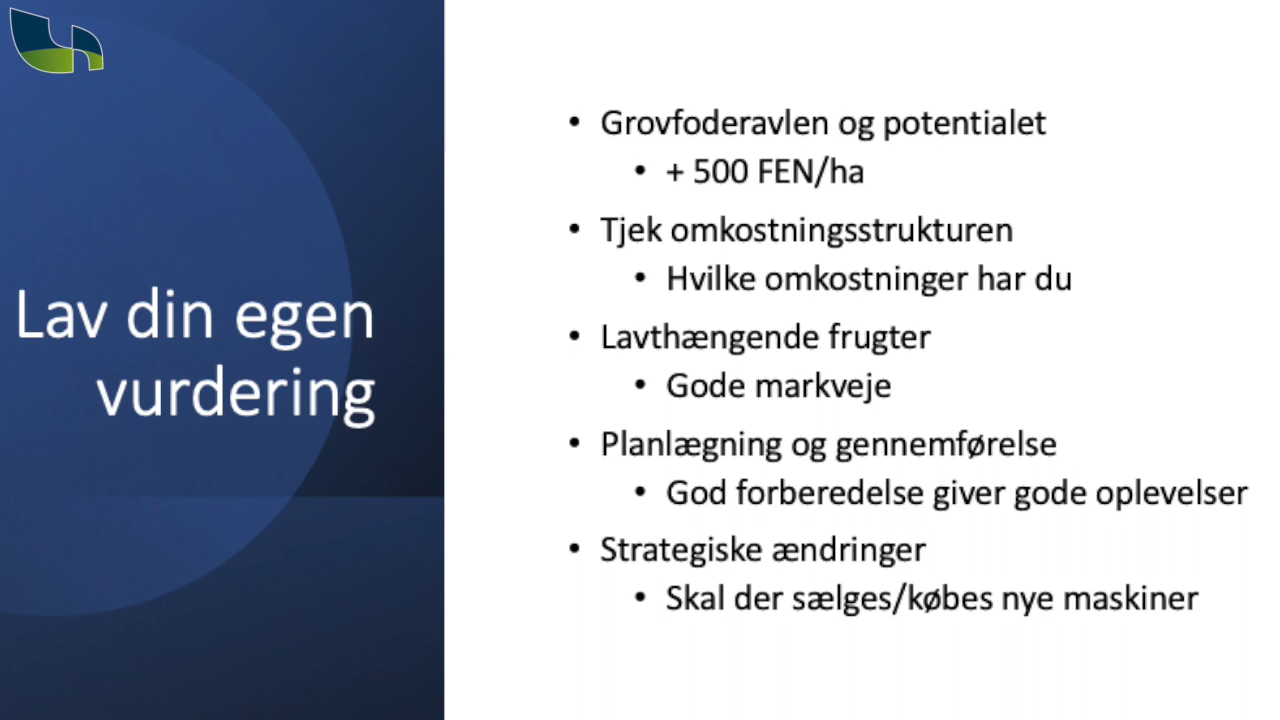 Lav din egen
vurdering
• Grovfoderavlen og potentialet
• + 500 FEN/ha
• Tjek omkostningsstrukturen
• Hvilke omkostninger har du
• Lavthængende frugter
• Gode markveje
• Planlægning og gennemførelse
• God forberedelse giver gode oplevelser
• Strategiske ændringer
• Skal der sælges/købes nye maskiner